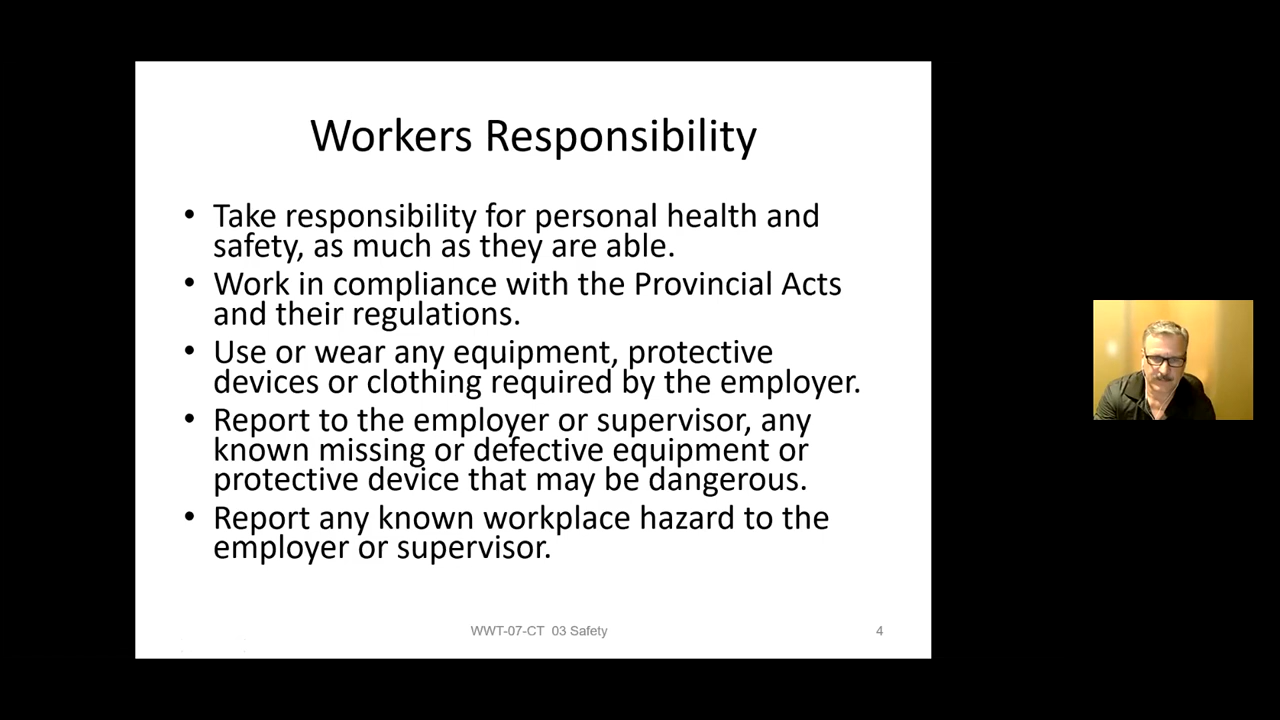 Workers Responsibility
• Take responsibility for personal health and
safety, as much as they are able.
• Work in compliance with the Provincial Acts
and their regulations.
• Use or wear any equipment, protective
devices or clothing required by the employer.
• Report to the employer or supervisor, any
known missing or defective equipment or
protective device that may be dangerous.
• Report any known workplace hazard to the
employer or supervisor.
WWT-07-CT 03 Safety
4